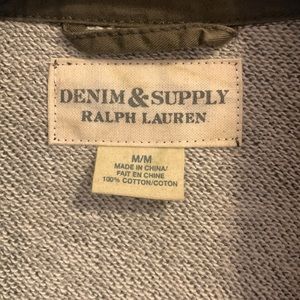 DENIM & SUPPLY
RALPH LAUREN
M/M
MADE IN CHINA/
FAIT EN CHINE
100% COTTON/COTON